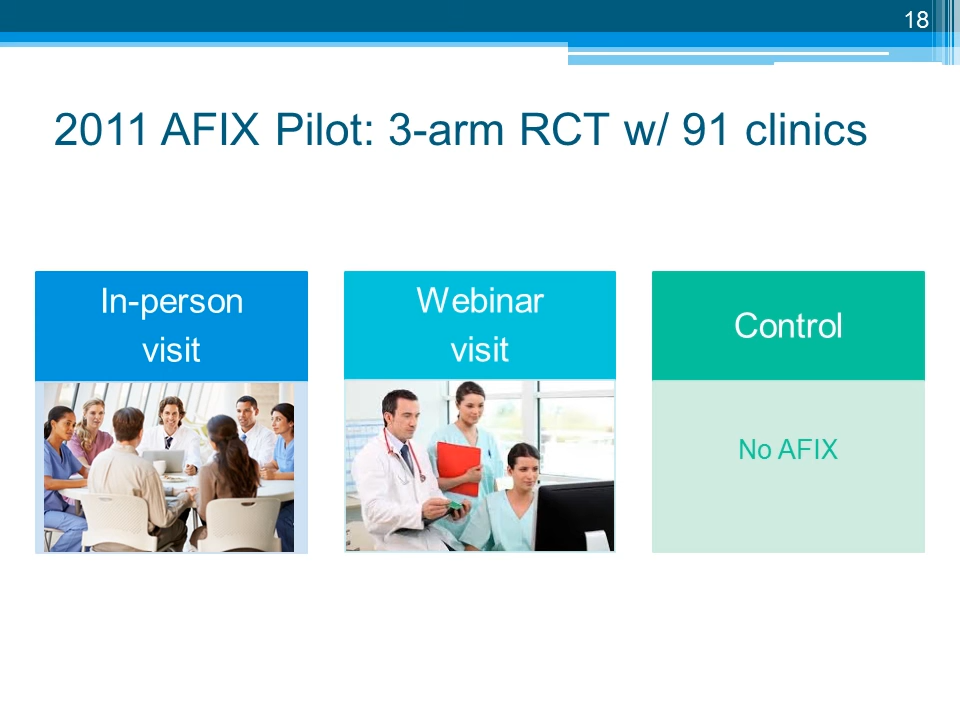 18
2011 AFIX Pilot: 3-arm RCT w/ 91 clinics
In-person
visit
Webinar
visit
Control
No AFIX